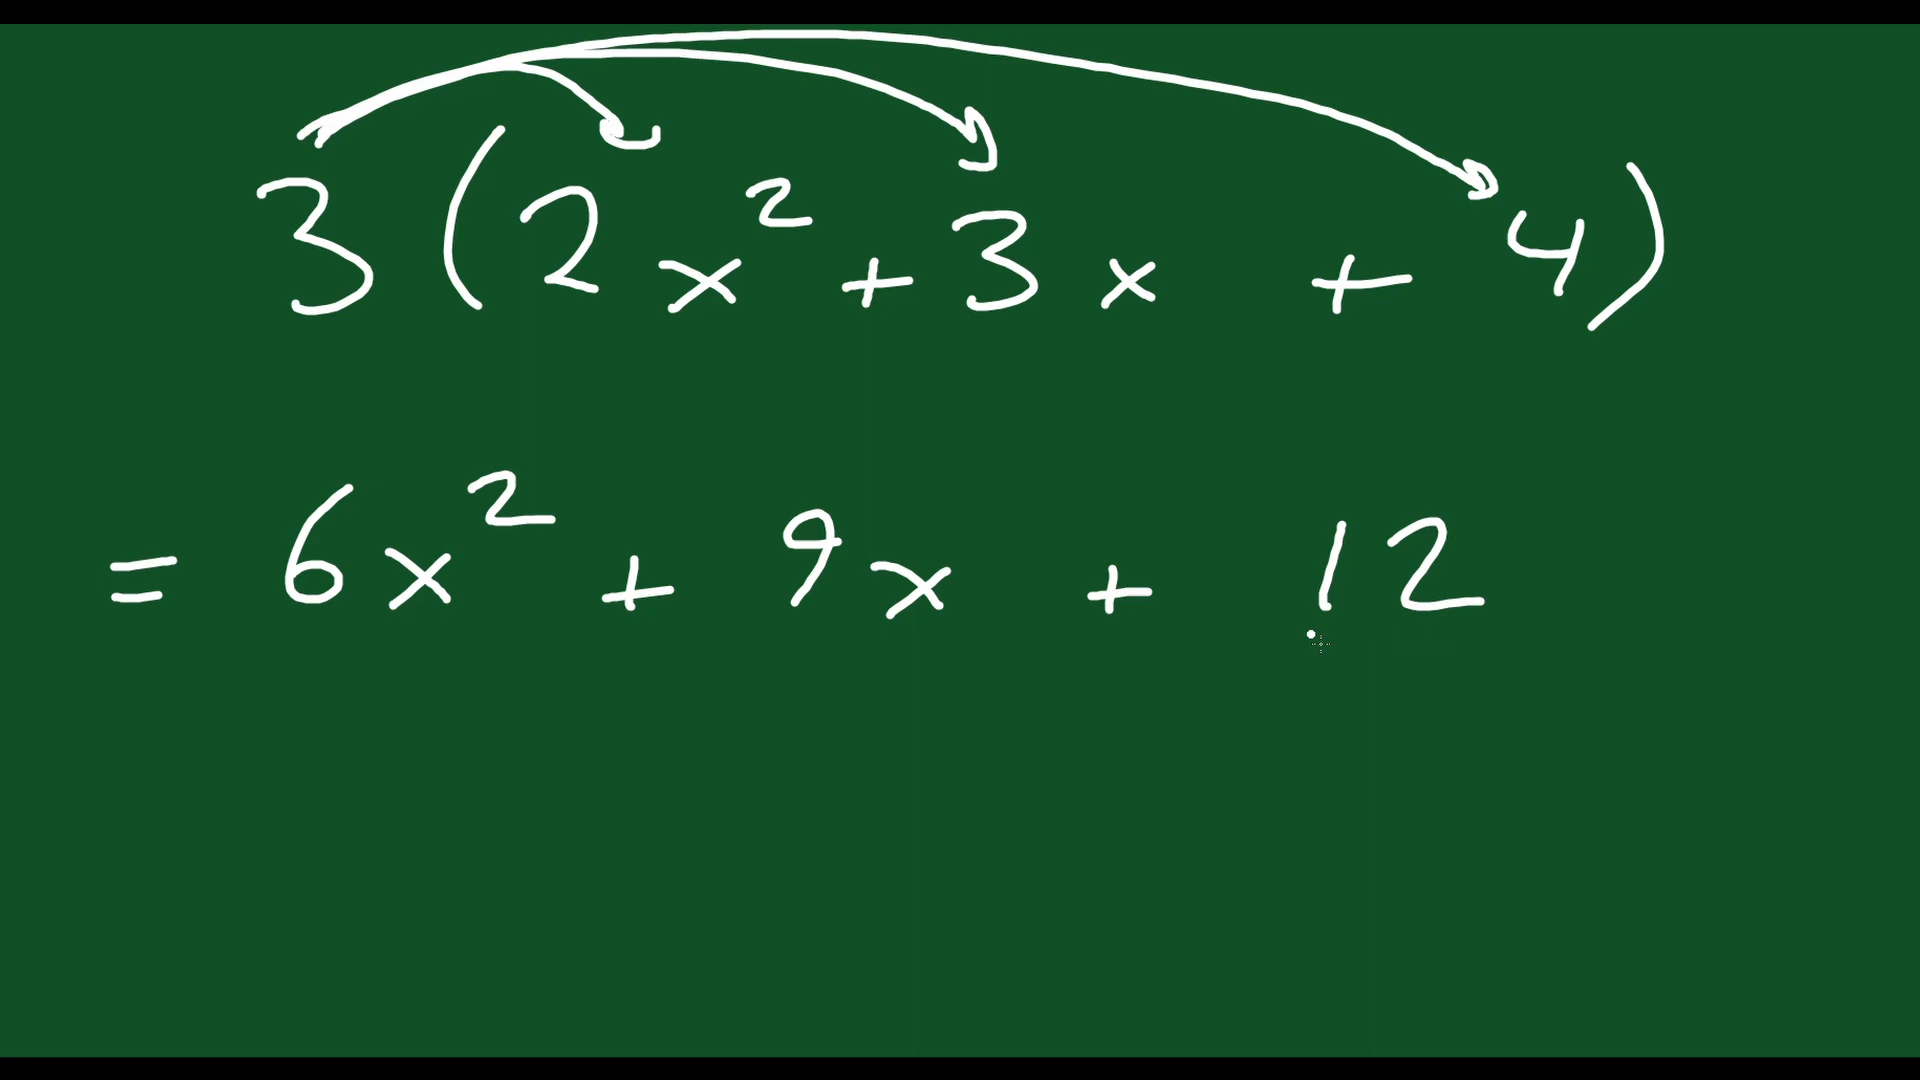 3(2x² + 3x + 4)
= 6x² + 9x + 12